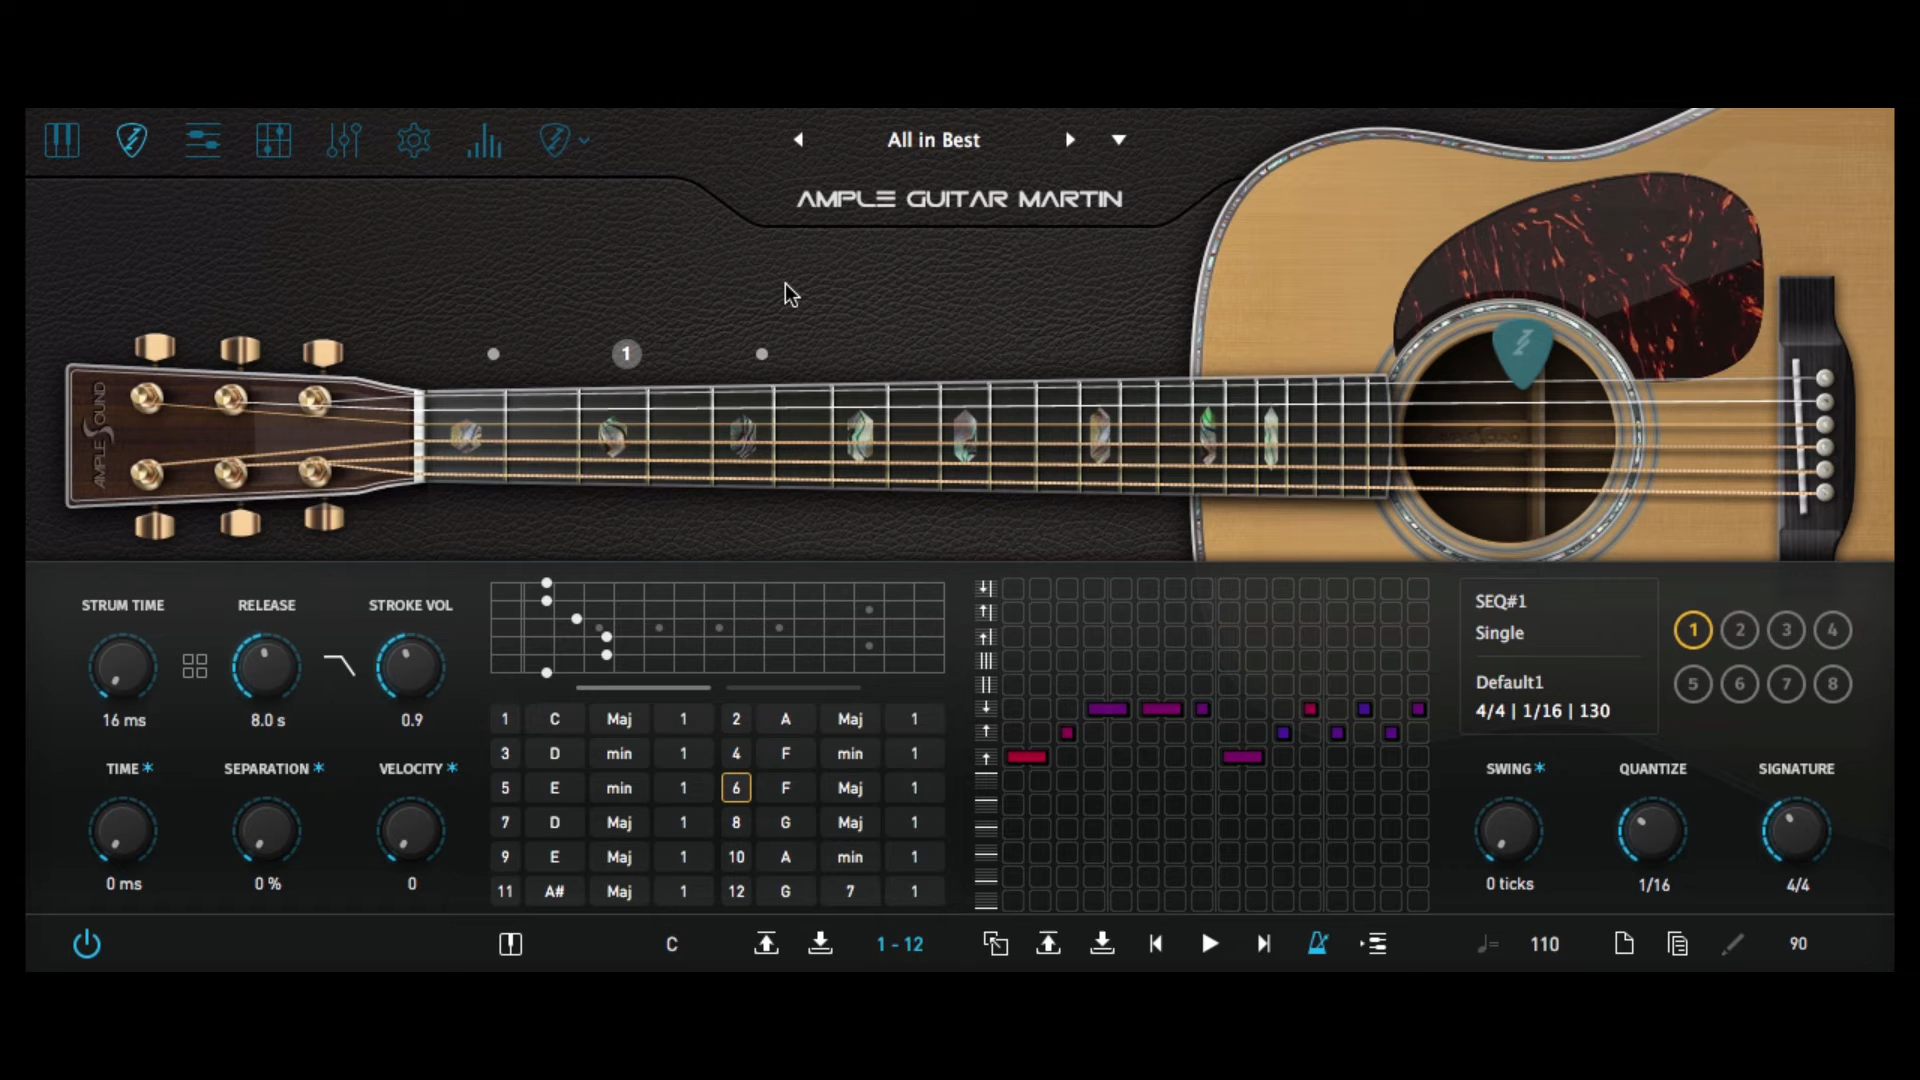 All in Best
AMPLE GUITAR MARTIN
1
AMPLE SOUND
STRUM TIME RELEASE STROKE VOL
16 ms 8.0 s 0.9
TIME* SEPARATION* VELOCITY*
0 ms 0 % 0
1 C Maj 1 2 A Maj 1
3 D min 1 4 F min 1
5 E min 1 6 F Maj 1
7 D Maj 1 8 G Maj 1
9 E Maj 1 10 A min 1
11 A# Maj 1 12 G 7 1
SEQ#1
Single
Default1
4/4 | 1/16 | 130
1 2 3 4
5 6 7 8
SWING* QUANTIZE SIGNATURE
0 ticks 1/16 4/4
C 1 - 12 110 90